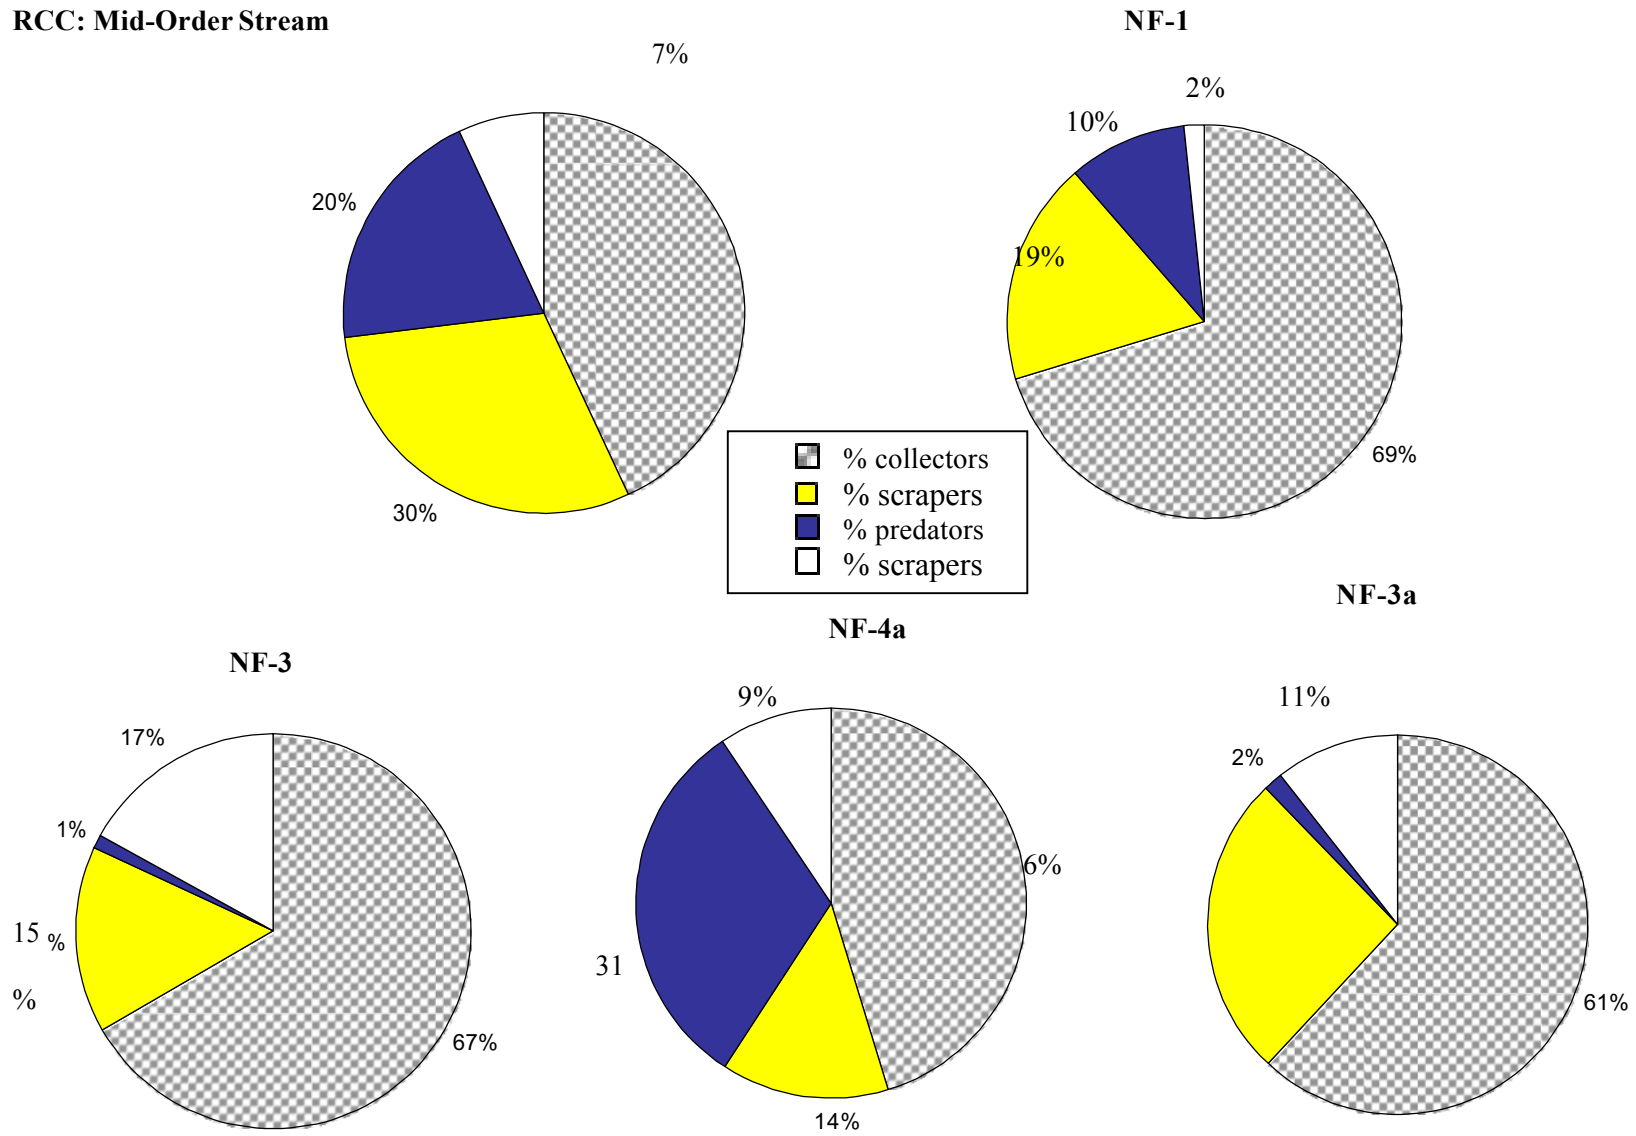 RCC: Mid-Order Stream
7%
20%
30%
NF-1
2%
10%
19%
69%
% collectors
% scrapers
% predators
% scrapers
NF-3
17%
1%
15 %
%
67%
NF-4a
9%
6%
31
14%
NF-3a
11%
2%
61%